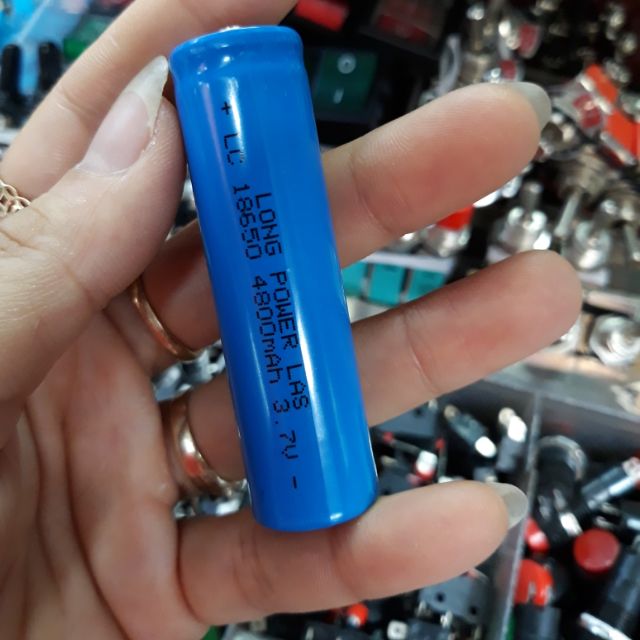 LONG POWER LAS
+ LC 18650 4800mAh 3.7V -